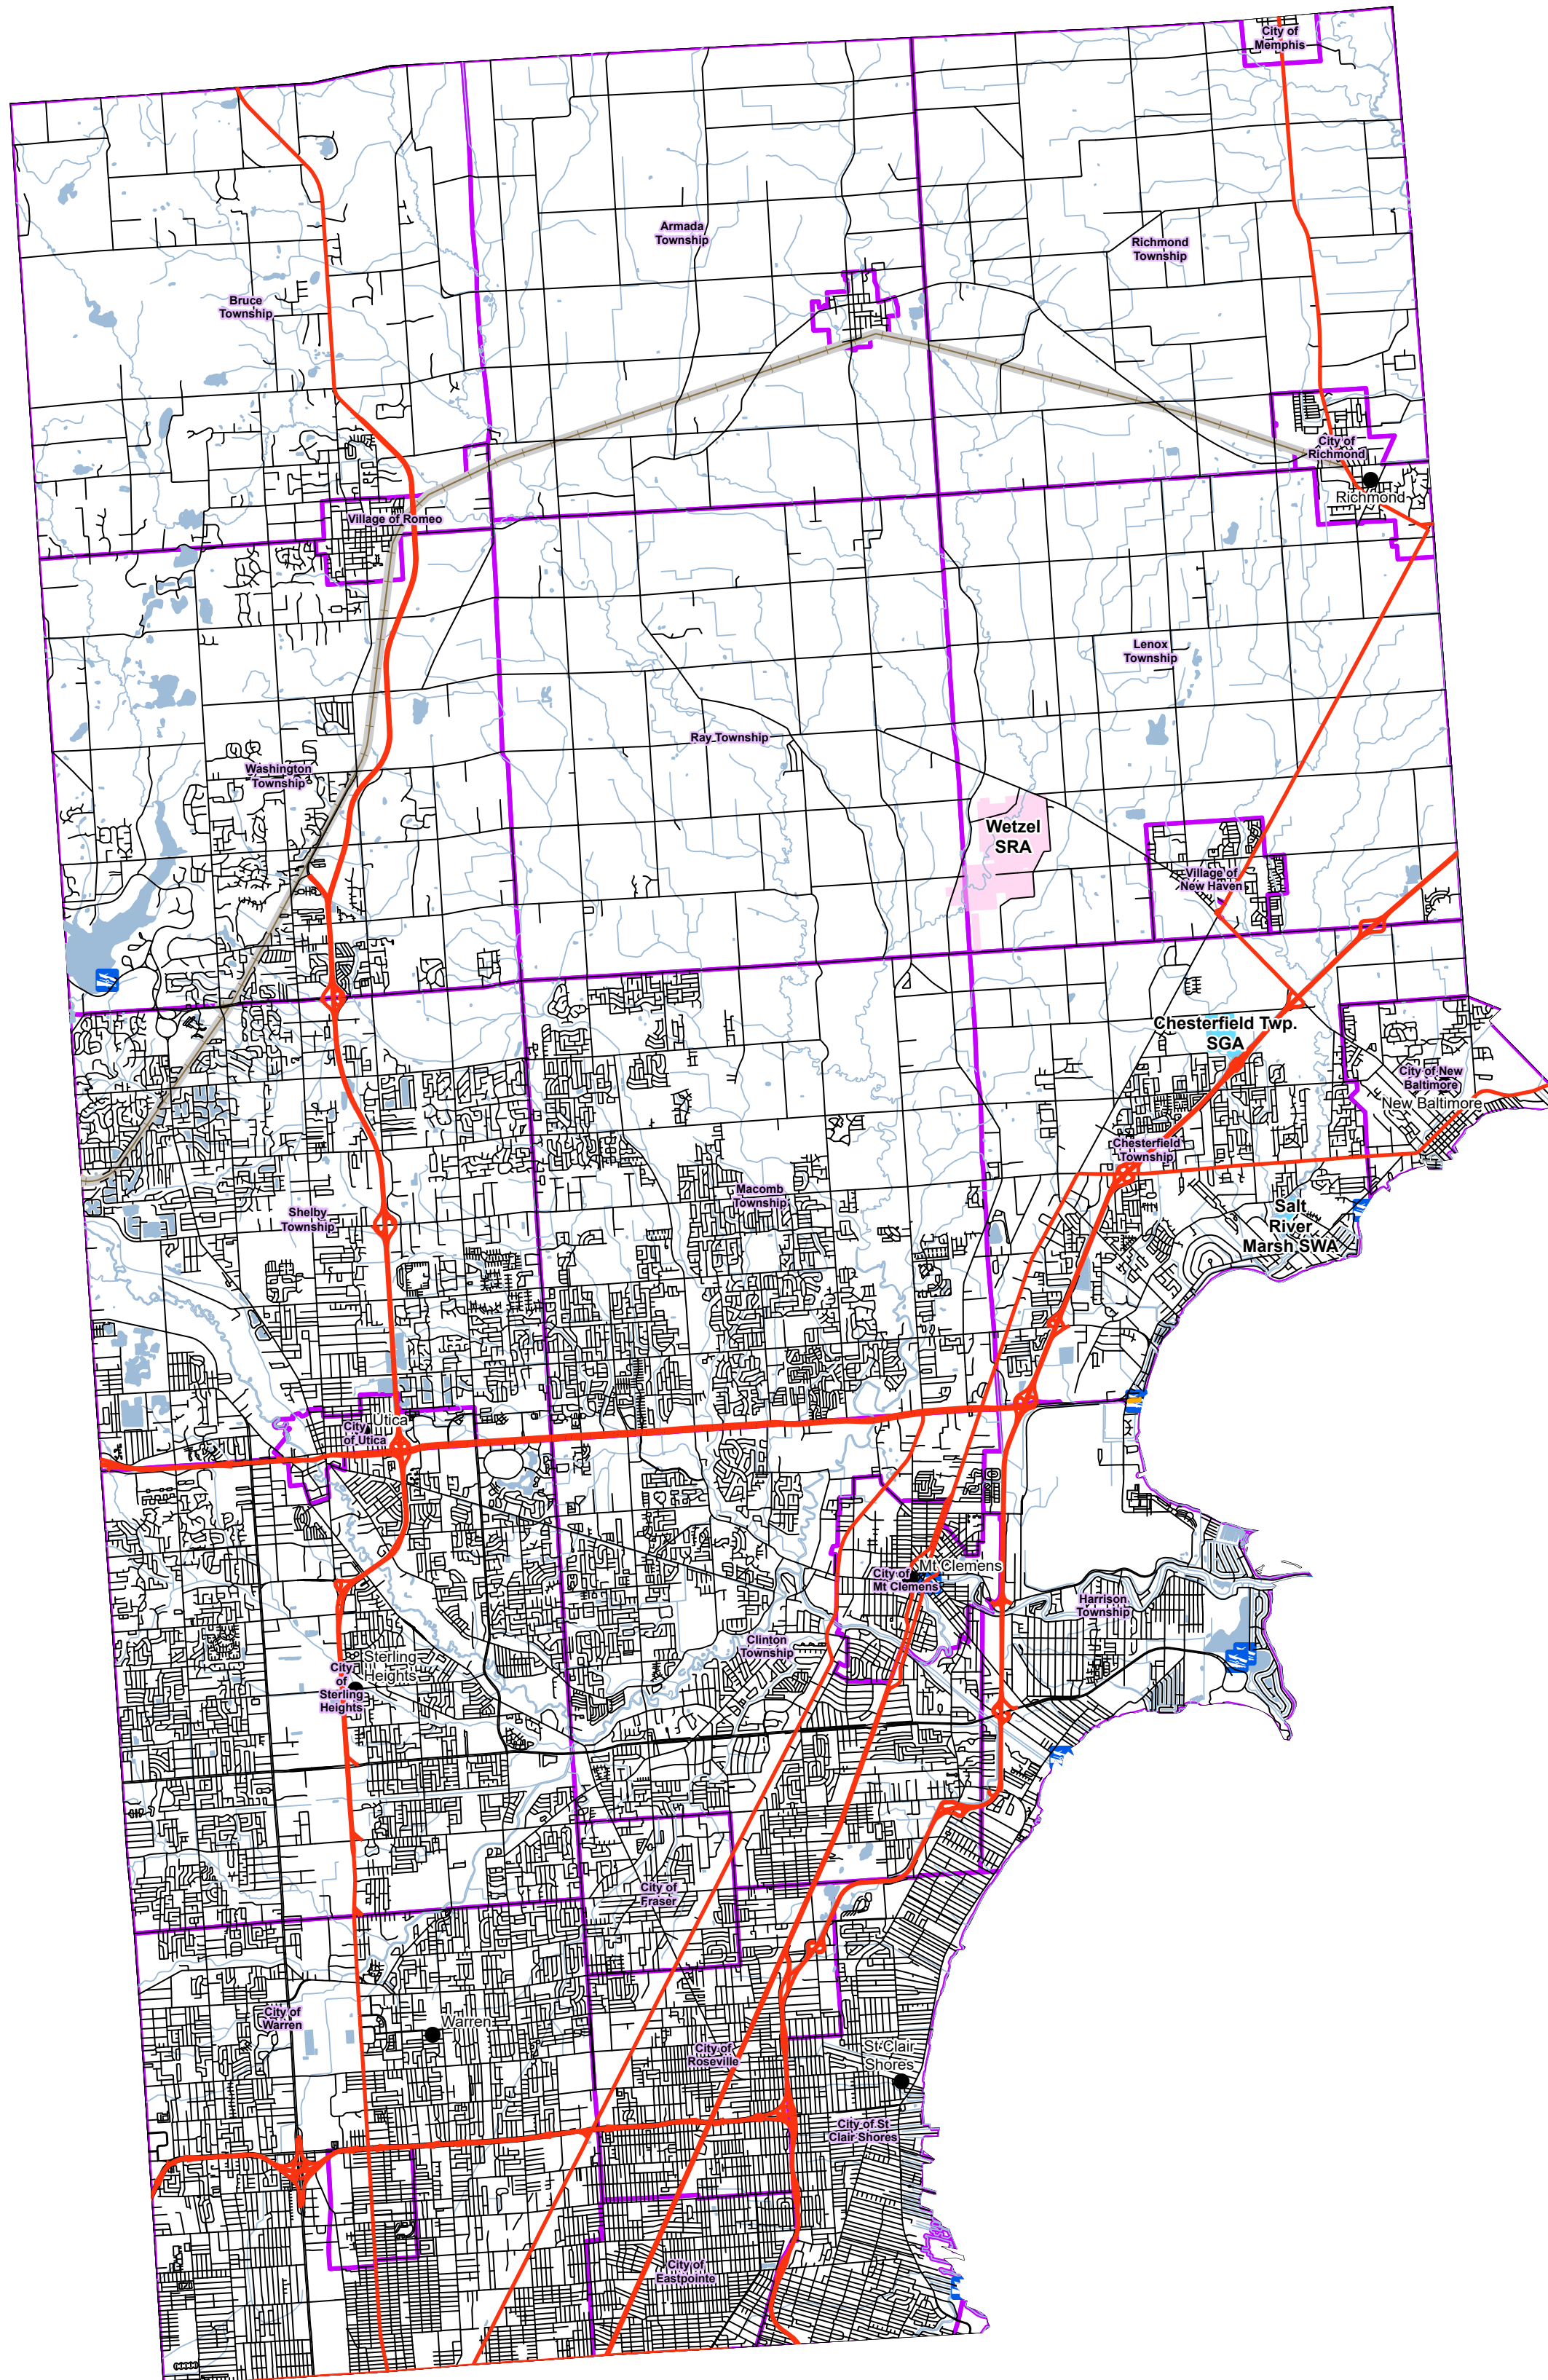 City of
Memphis
Armada
Township
Richmond
Township
Bruce
Township
City of
Richmond
Richmond
Village of Romeo
Lenox
Township
Ray Township
Washington
Township
Wetzel
SRA
Village of
New Haven
Chesterfield Twp.
SGA
City of New
Baltimore
New Baltimore
Chesterfield
Township
Macomb
Township
Shelby
Township
Salt
River
Marsh SWA
Utica
City
of Utica
Mt Clemens
City of
Mt Clemens
Harrison
Township
Clinton
Township
Sterling
Heights
City
of
Sterling
Heights
City of
Fraser
City of
Warren
Warren
City of
Roseville
St Clair
Shores
City of St
Clair Shores
City of
Eastpointe